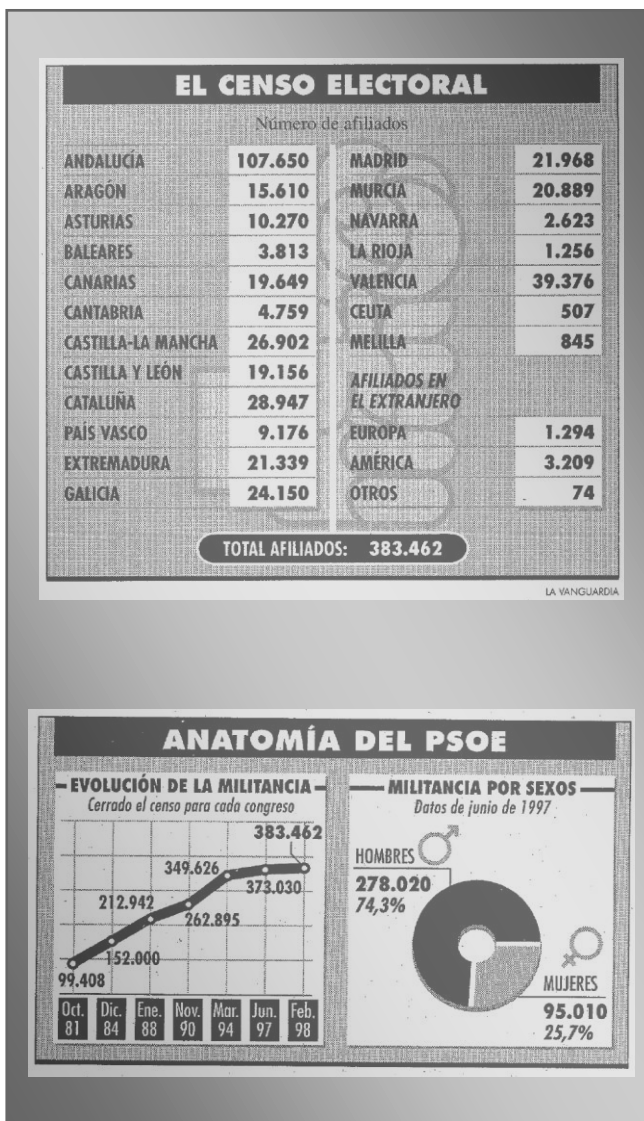 EL CENSO ELECTORAL
Número de afiliados
ANDALUCÍA 107.650
ARAGÓN 15.610
ASTURIAS 10.270
BALEARES 3.813
CANARIAS 19.649
CANTABRIA 4.759
CASTILLA-LA MANCHA 26.902
CASTILLA Y LEÓN 19.156
CATALUÑA 28.947
PAÍS VASCO 9.176
EXTREMADURA 21.339
GALICIA 24.150
MADRID 21.968
MURCIA 20.889
NAVARRA 2.623
LA RIOJA 1.256
VALENCIA 39.376
CEUTA 507
MELILLA 845
AFILIADOS EN
EL EXTRANJERO
EUROPA 1.294
AMÉRICA 3.209
OTROS 74
TOTAL AFILIADOS: 383.462
LA VANGUARDIA
ANATOMÍA DEL PSOE
EVOLUCIÓN DE LA MILITANCIA
Cerrado el censo para cada congreso
383.462
349.626
373.030
212.942
262.895
152.000
99.408
Oct. 81
Dic. 84
Ene. 88
Nov. 90
Mar. 94
Jun. 97
Feb. 98
MILITANCIA POR SEXOS
Datos de junio de 1997
HOMBRES
278.020
74,3%
MUJERES
95.010
25,7%